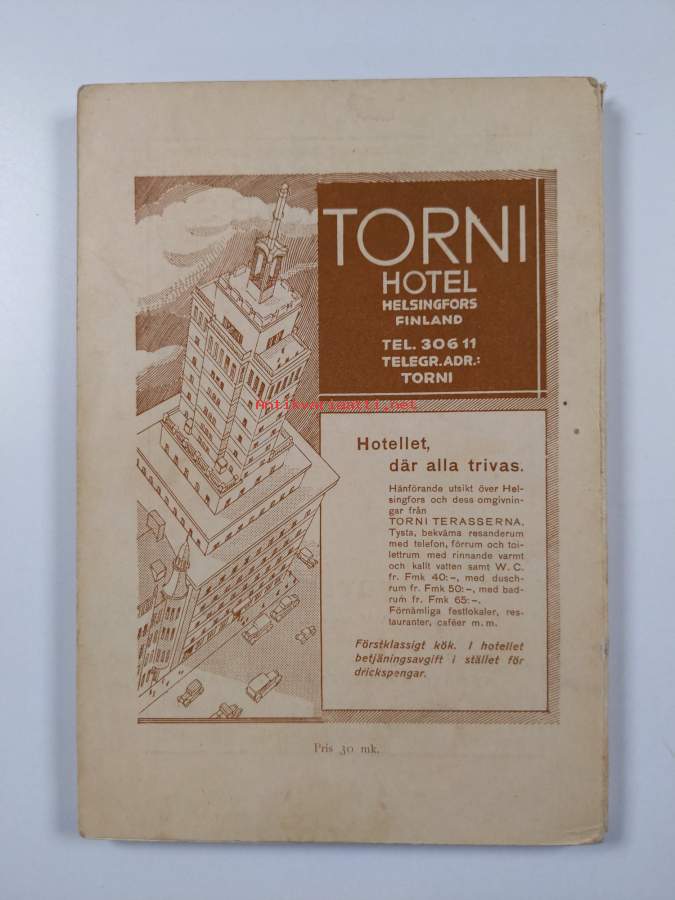 TORNI
HOTEL
HELSINGFORS
FINLAND
TEL. 306 11
TELEGR.ADR.:
TORNI
Antikvariaatti.net
Hotellet,
där alla trivas.
Hänförande utsikt över Hel-
singfors och dess omgivnin-
gar från
TORNI TERASSERNA.
Tysta, bekväma resanderum
med telefon, förrum och toi-
lettrum med rinnande varmt
och kallt vatten samt W.C.
fr. Fmk 40:-, med dusch-
rum fr. Fmk 50:-, med bad-
rum fr. Fmk 65:-.
Förnämliga festlokaler, res-
tauranter, caféer m.m.
Förstklassigt kök. I hotellet
betjäningsavgift i stället för
drickspengar.
Pris 30 mk.